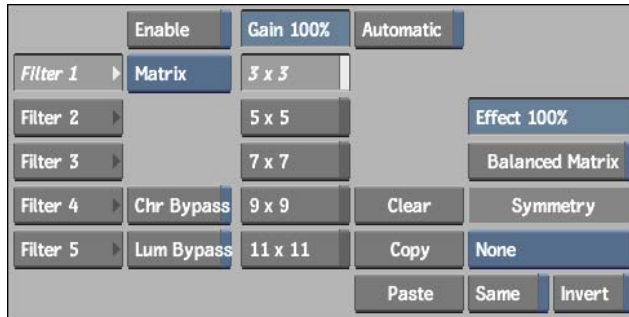 Enable Gain 100% Automatic
Filter 1 Matrix 3 x 3
Filter 2 5 x 5 Effect 100%
Filter 3 7 x 7 Balanced Matrix
Filter 4 Chr Bypass 9 x 9 Clear Symmetry
Filter 5 Lum Bypass 11 x 11 Copy None
Paste Same Invert